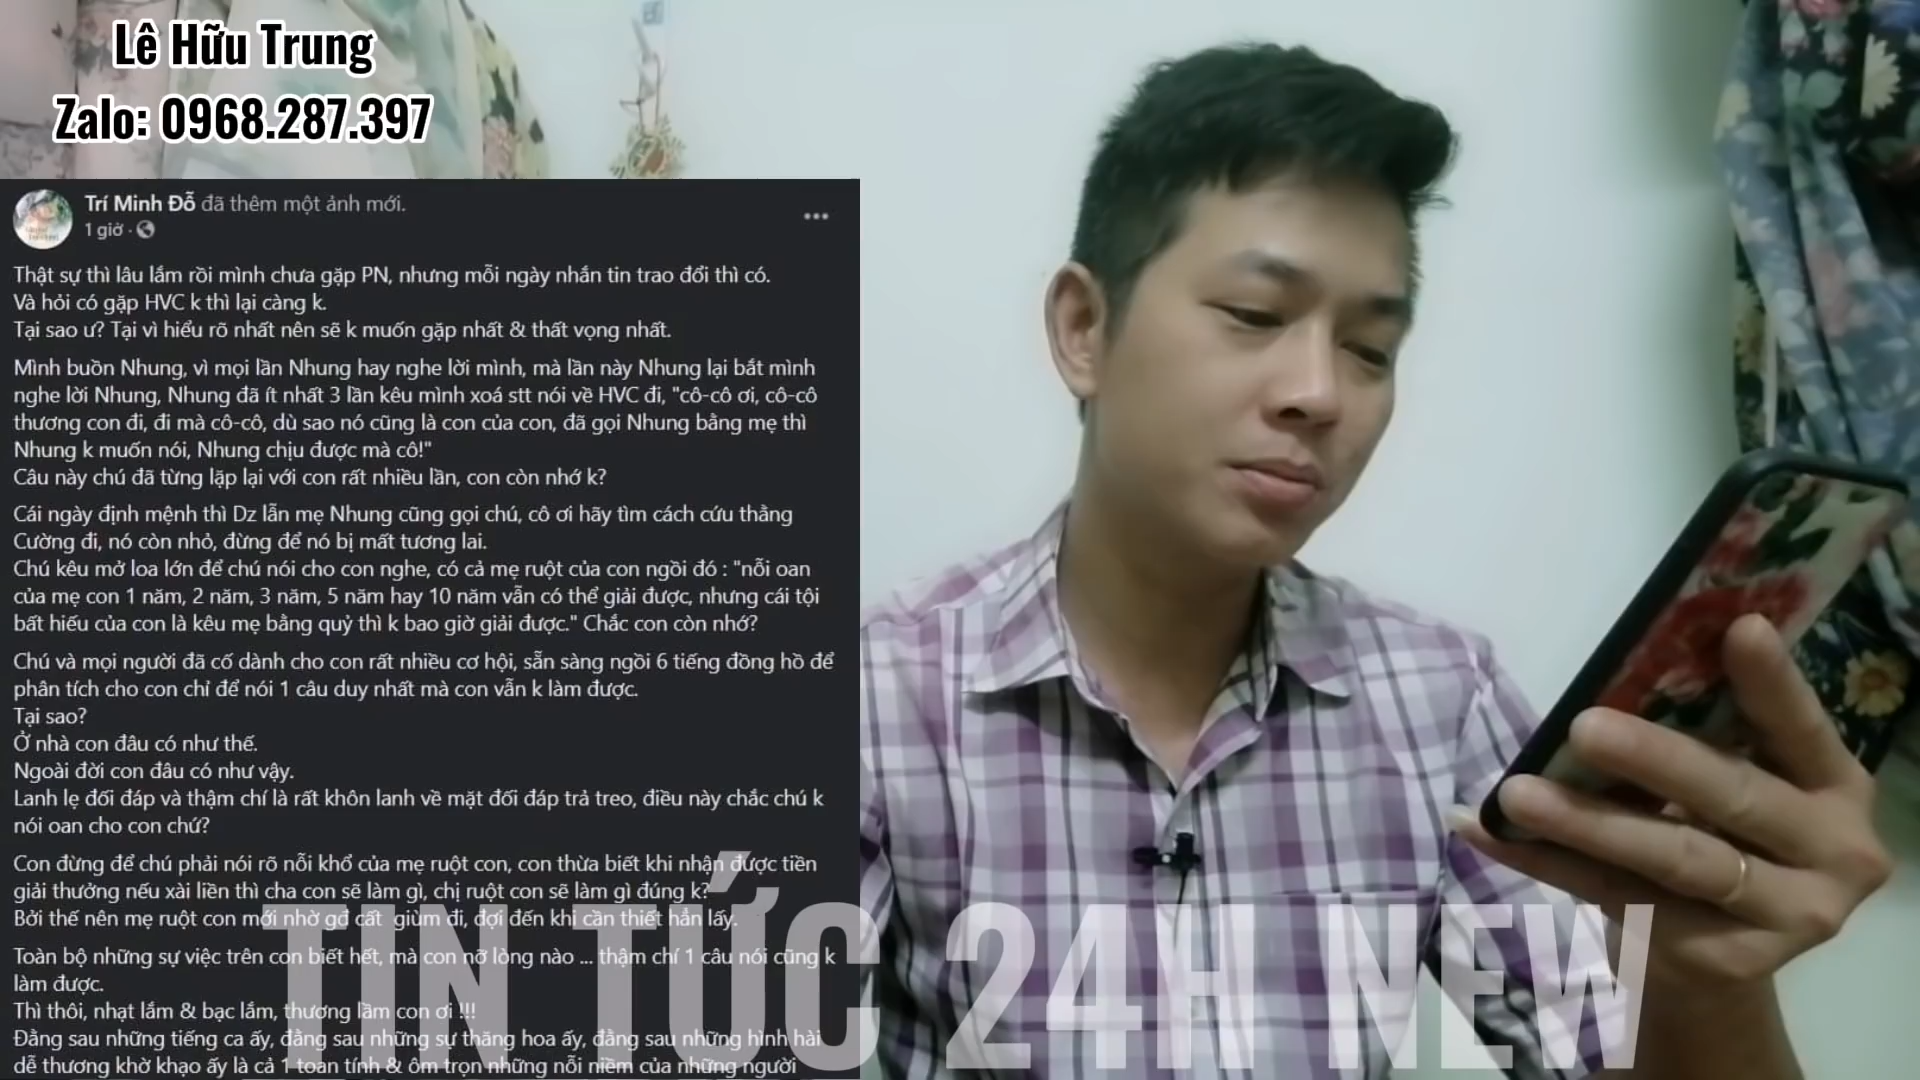 Lê Hữu Trung
Zalo: 0968.287.397
Trí Minh Đỗ đã thêm một ảnh mới.
1 giờ ·
Thật sự thì lâu lắm rồi mình chưa gặp PN, nhưng mỗi ngày nhắn tin trao đổi thì có.
Và hỏi có gặp HVC k thì lại càng k.
Tại sao ư? Tại vì hiểu rõ nhất nên sẽ k muốn gặp nhất & thất vọng nhất.
Mình buồn Nhung, vì mọi lần Nhung hay nghe lời mình, mà lần này Nhung lại bắt mình
nghe lời Nhung, Nhung đã ít nhất 3 lần kêu mình xoá stt nói về HVC đi, "cô-cô ơi, cô-cô
thương con đi, đi mà cô-cô, dù sao nó cũng là con của con, đã gọi Nhung bằng mẹ thì
Nhung k muốn nói, Nhung chịu được mà cô!"
Câu này chú đã từng lặp lại với con rất nhiều lần, con còn nhớ k?
Cái ngày định mệnh thì Dz lẫn mẹ Nhung cũng gọi chú, cô ơi hãy tìm cách cứu thằng
Cường đi, nó còn nhỏ, đừng để nó bị mất tương lai.
Chú kêu mở loa lớn để chú nói cho con nghe, có cả mẹ ruột của con ngồi đó : "nỗi oan
của mẹ con 1 năm, 2 năm, 3 năm, 5 năm hay 10 năm vẫn có thể giải được, nhưng cái tội
bất hiếu của con là kêu mẹ bằng quỷ thì k bao giờ giải được." Chắc con còn nhớ?
Chú và mọi người đã cố dành cho con rất nhiều cơ hội, sẵn sàng ngồi 6 tiếng đồng hồ để
phân tích cho con chỉ để nói 1 câu duy nhất mà con vẫn k làm được.
Tại sao?
Ở nhà con đâu có như thế.
Ngoài đời con đâu có như vậy.
Lanh lẹ đối đáp và thậm chí là rất khôn lanh về mặt đối đáp trả treo, điều này chắc chú k
nói oan cho con chứ?
Con đừng để chú phải nói rõ nỗi khổ của mẹ ruột con, con thừa biết khi nhận được tiền
giải thưởng nếu xài liền thì cha con sẽ làm gì, chị ruột con sẽ làm gì đúng k?
Bởi thế nên mẹ ruột con mới nhờ gđ cất giùm đi, đợi đến khi cần thiết hẳn lấy.
Toàn bộ những sự việc trên con biết hết, mà con nỡ lòng nào ... thậm chí 1 câu nói cũng k
làm được.
Thì thôi, nhạt lắm & bạc lắm, thương lầm con ơi !!!
Đằng sau những tiếng ca ấy, đằng sau những sự thăng hoa ấy, đằng sau những hình hài
dễ thương khờ khạo ấy là cả 1 toan tính & ôm trọn những nỗi niềm của những người
TIN TỨC 24H NEW